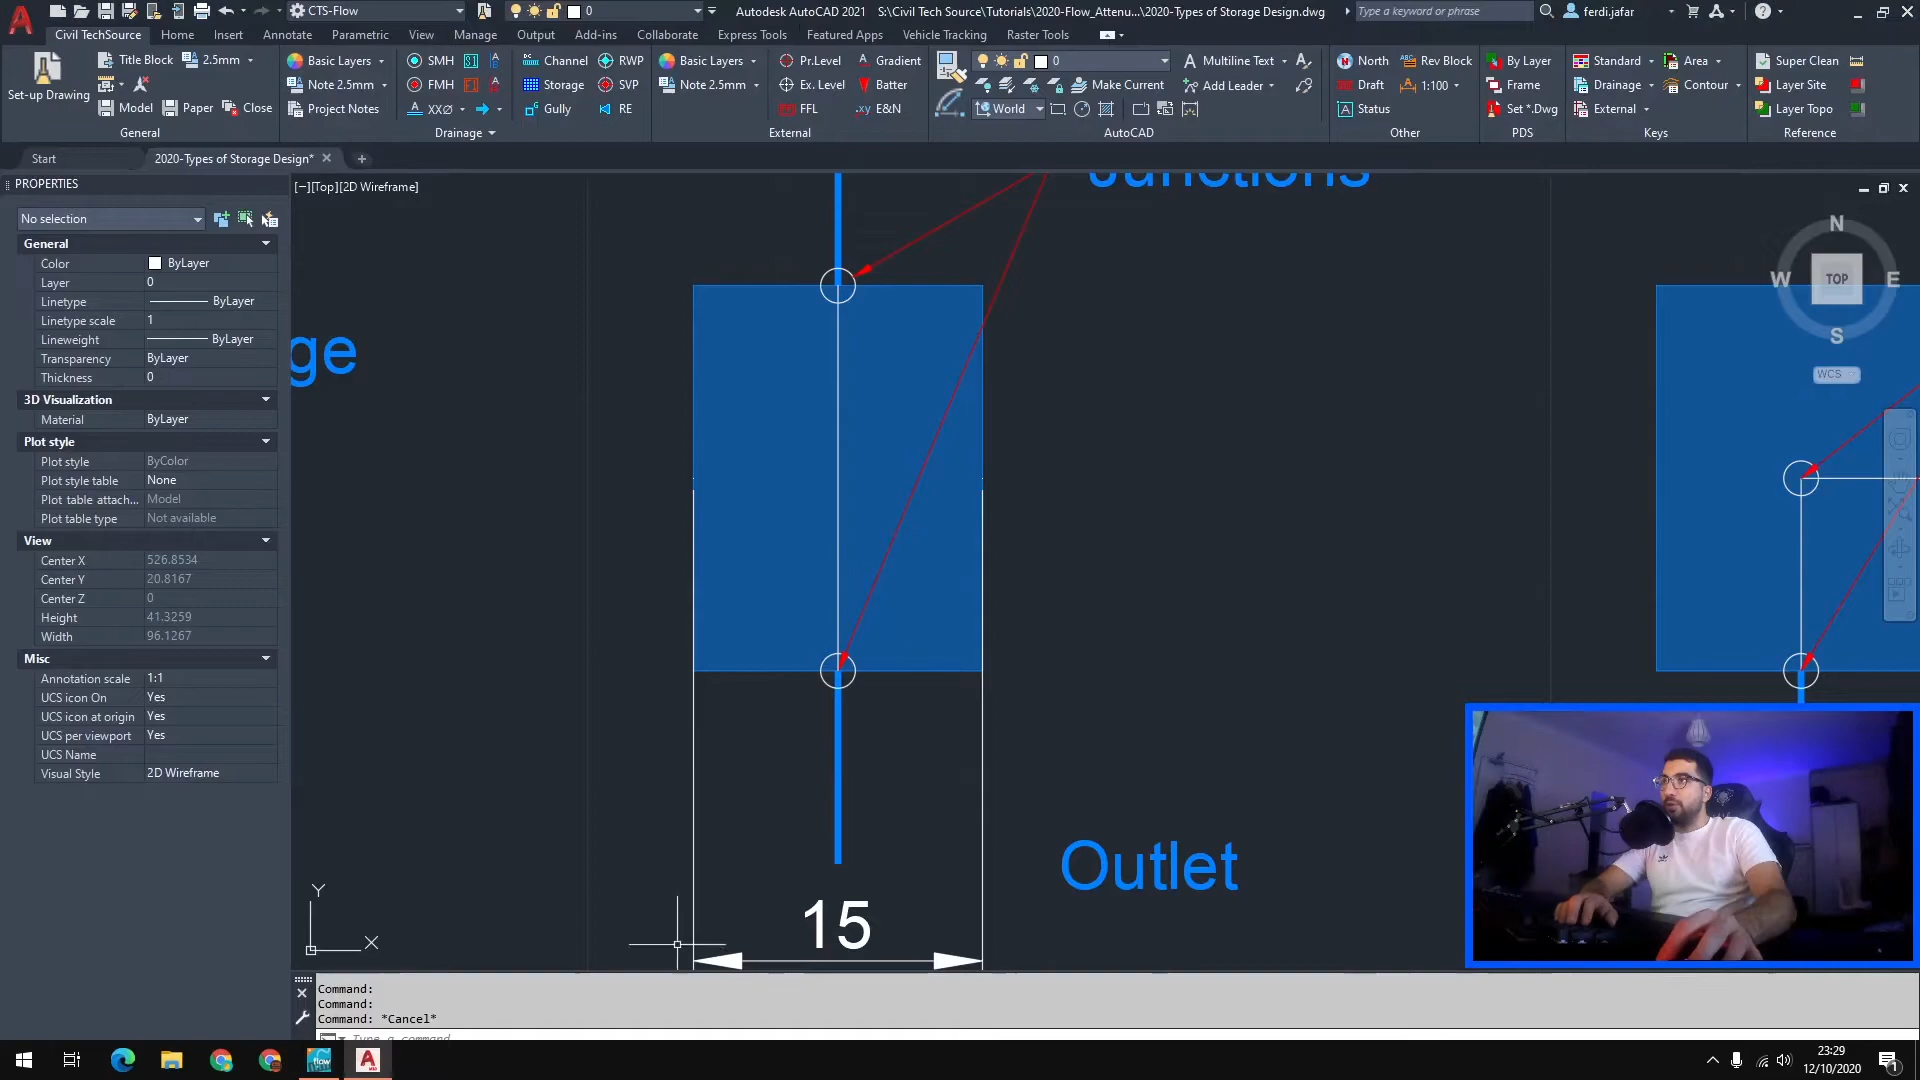 CTS-Flow
0
Autodesk AutoCAD 2021 S:\Civil Tech Source\Tutorials\2020-Flow_Attenu...\2020-Types of Storage Design.dwg
Type a keyword or phrase
ferdi.jafar
Civil TechSource Home Insert Annotate Parametric View Manage Output Add-ins Collaborate Express Tools Featured Apps Vehicle Tracking Raster Tools
Set-up Drawing
Title Block 2.5mm
Model Paper Close
General
Basic Layers SMH Channel RWP
Note 2.5mm FMH Storage SVP
Project Notes XX∅ Gully RE
Drainage
Basic Layers Pr.Level Gradient
Note 2.5mm Ex. Level Batter
FFL E&N
External
0 Multiline Text
Make Current Add Leader
World
AutoCAD
North Rev Block
Draft 1:100
Status
Other
By Layer
Frame
Set *.Dwg
PDS
Standard Area
Drainage Contour
External
Keys
Super Clean
Layer Site
Layer Topo
Reference
Start 2020-Types of Storage Design*
PROPERTIES
No selection
General
Color ByLayer
Layer 0
Linetype ByLayer
Linetype scale 1
Lineweight ByLayer
Transparency ByLayer
Thickness 0
3D Visualization
Material ByLayer
Plot style
Plot style ByColor
Plot style table None
Plot table attach... Model
Plot table type Not available
View
Center X 526.8534
Center Y 20.8167
Center Z 0
Height 41.3259
Width 96.1267
Misc
Annotation scale 1:1
UCS icon On Yes
UCS icon at origin Yes
UCS per viewport Yes
UCS Name
Visual Style 2D Wireframe
[−][Top][2D Wireframe]
Junctions
ge
N
W TOP E
S
WCS
Outlet
15
Y
X
Command:
Command:
Command: *Cancel*
Type a command
flow
23:29
12/10/2020
1